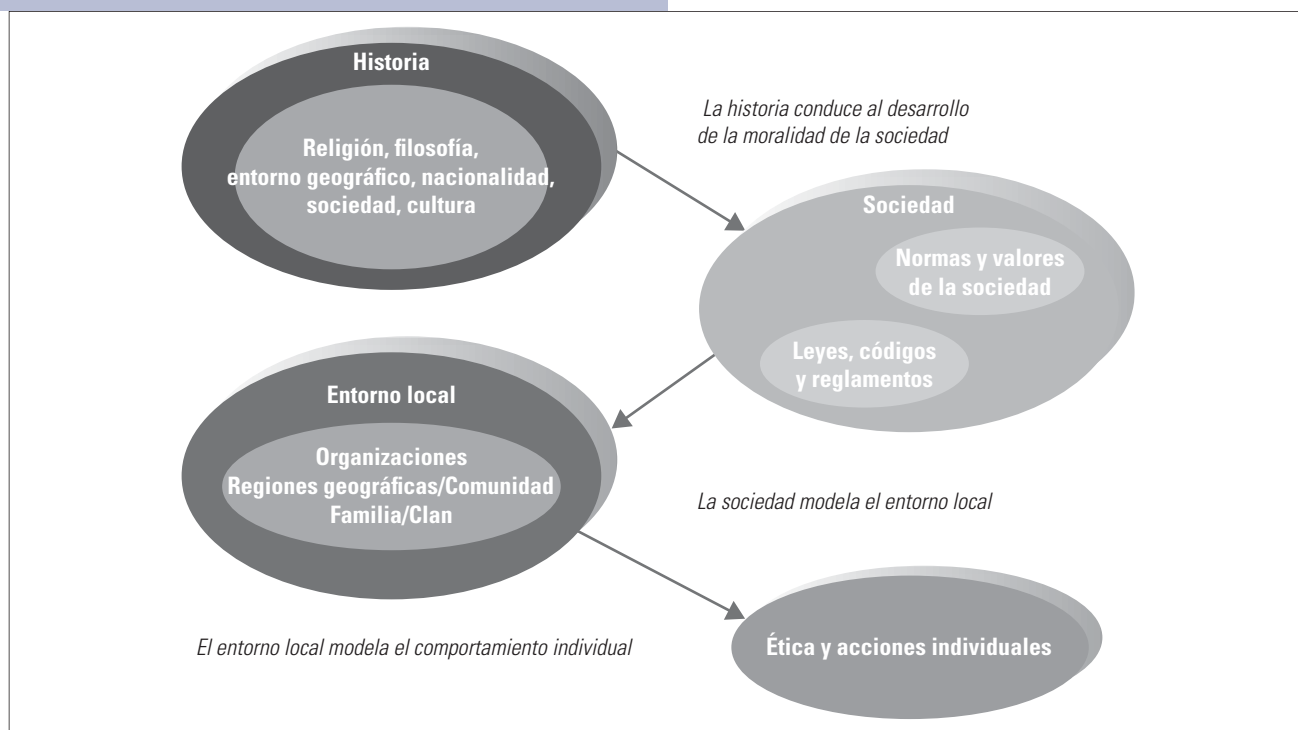 Historia
Religión, filosofía,
entorno geográfico, nacionalidad,
sociedad, cultura
La historia conduce al desarrollo
de la moralidad de la sociedad
Sociedad
Normas y valores
de la sociedad
Leyes, códigos
y reglamentos
Entorno local
Organizaciones
Regiones geográficas/Comunidad
Familia/Clan
La sociedad modela el entorno local
El entorno local modela el comportamiento individual
Ética y acciones individuales